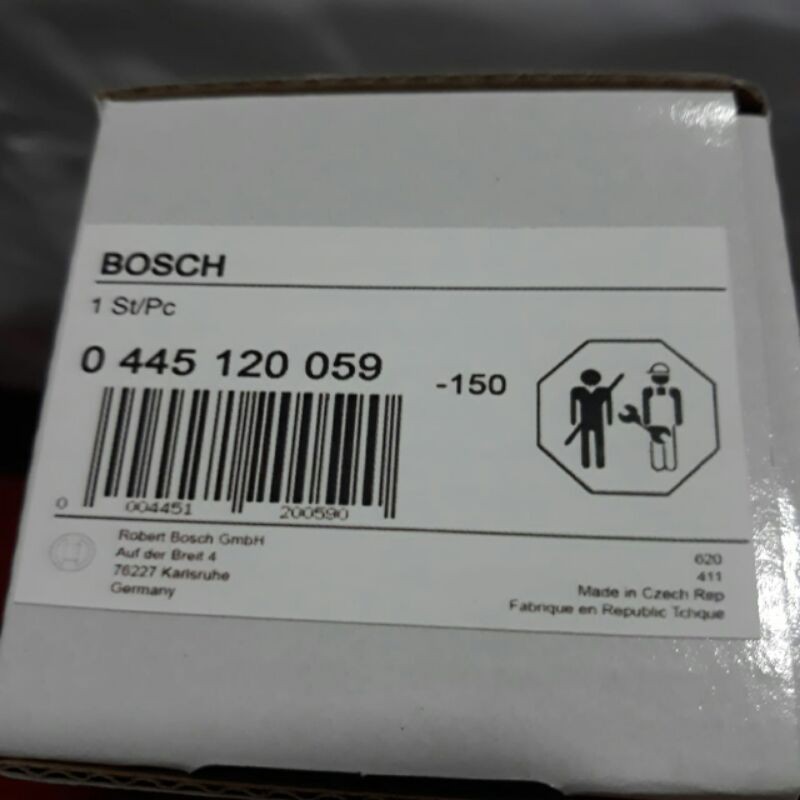 BOSCH
1 St/Pc
0 445 120 059
-150
0 004451 200590
Robert Bosch GmbH
Auf der Breit 4
76227 Karlsruhe
Germany
620
411
Made in Czech Rep
Fabrique en Republic Tchque